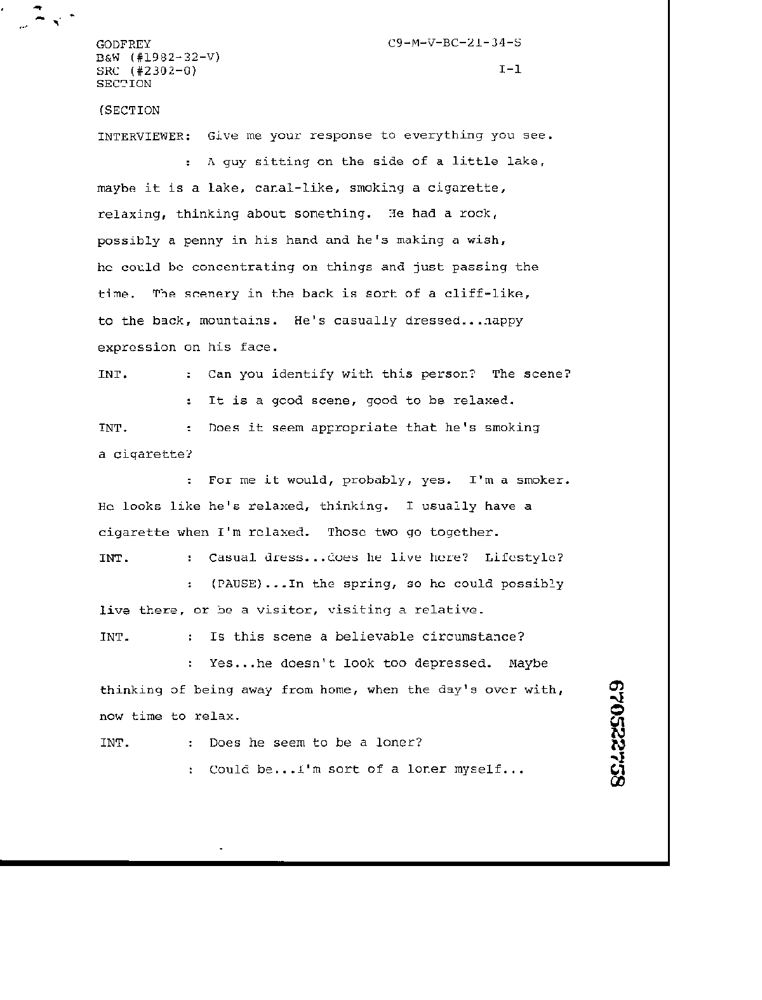 GODFREY C9-M-V-BC-21-34-S
B&W (#1982-32-V)
SRC (#2302-0) I-1
SECTION
(SECTION
INTERVIEWER: Give me your response to everything you see.
: A guy sitting on the side of a little lake,
maybe it is a lake, canal-like, smoking a cigarette,
relaxing, thinking about something. He had a rock,
possibly a penny in his hand and he's making a wish,
he could be concentrating on things and just passing the
time. The scenery in the back is sort of a cliff-like,
to the back, mountains. He's casually dressed...happy
expression on his face.
INT. : Can you identify with this person? The scene?
: It is a good scene, good to be relaxed.
INT. : Does it seem appropriate that he's smoking
a cigarette?
: For me it would, probably, yes. I'm a smoker.
He looks like he's relaxed, thinking. I usually have a
cigarette when I'm relaxed. Those two go together.
INT. : Casual dress...does he live here? Lifestyle?
: (PAUSE)...In the spring, so he could possibly
live there, or be a visitor, visiting a relative.
INT. : Is this scene a believable circumstance?
: Yes...he doesn't look too depressed. Maybe
thinking of being away from home, when the day's over with,
now time to relax.
INT. : Does he seem to be a loner?
: Could be...I'm sort of a loner myself...
670522758